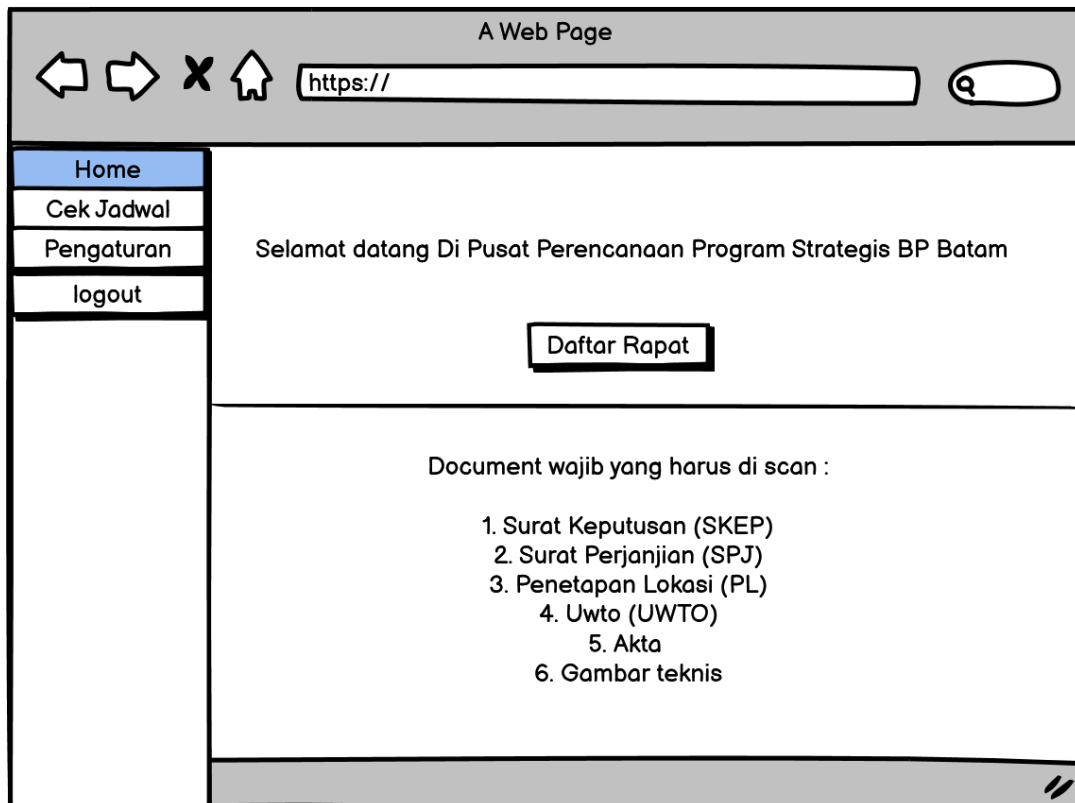 A Web Page
https://
Home
Cek Jadwal
Pengaturan
logout
Selamat datang Di Pusat Perencanaan Program Strategis BP Batam
Daftar Rapat
Document wajib yang harus di scan :
1. Surat Keputusan (SKEP)
2. Surat Perjanjian (SPJ)
3. Penetapan Lokasi (PL)
4. Uwto (UWTO)
5. Akta
6. Gambar teknis